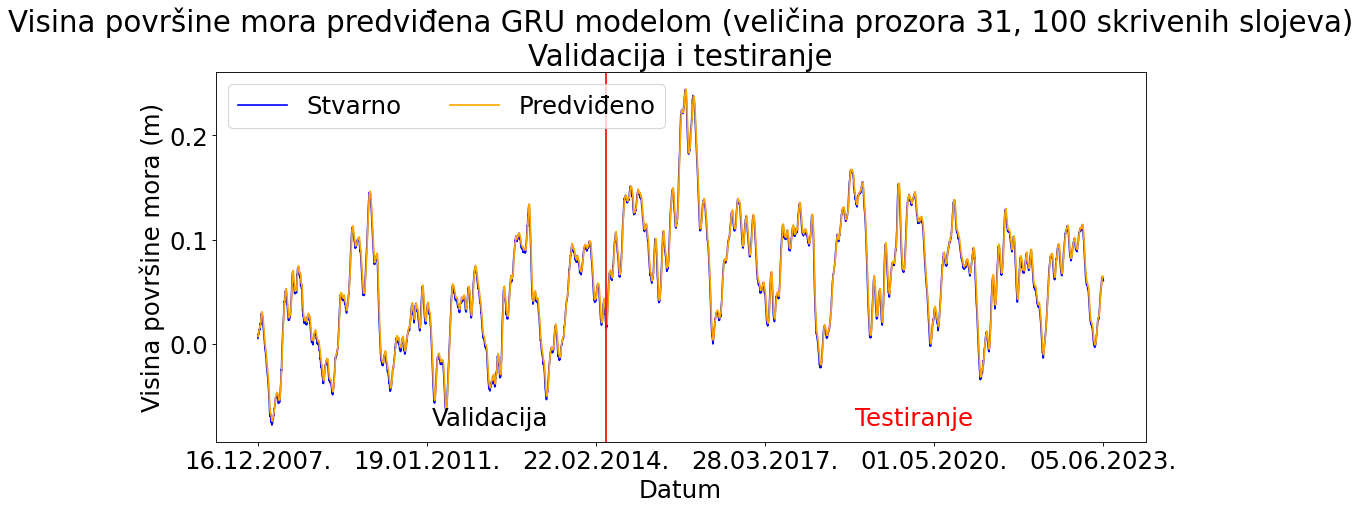 Visina površine mora predviđena GRU modelom (veličina prozora 31, 100 skrivenih slojeva)
Validacija i testiranje
Stvarno
Predviđeno
Visina površine mora (m)
0.2
0.1
0.0
Validacija
Testiranje
16.12.2007.
19.01.2011.
22.02.2014.
28.03.2017.
01.05.2020.
05.06.2023.
Datum